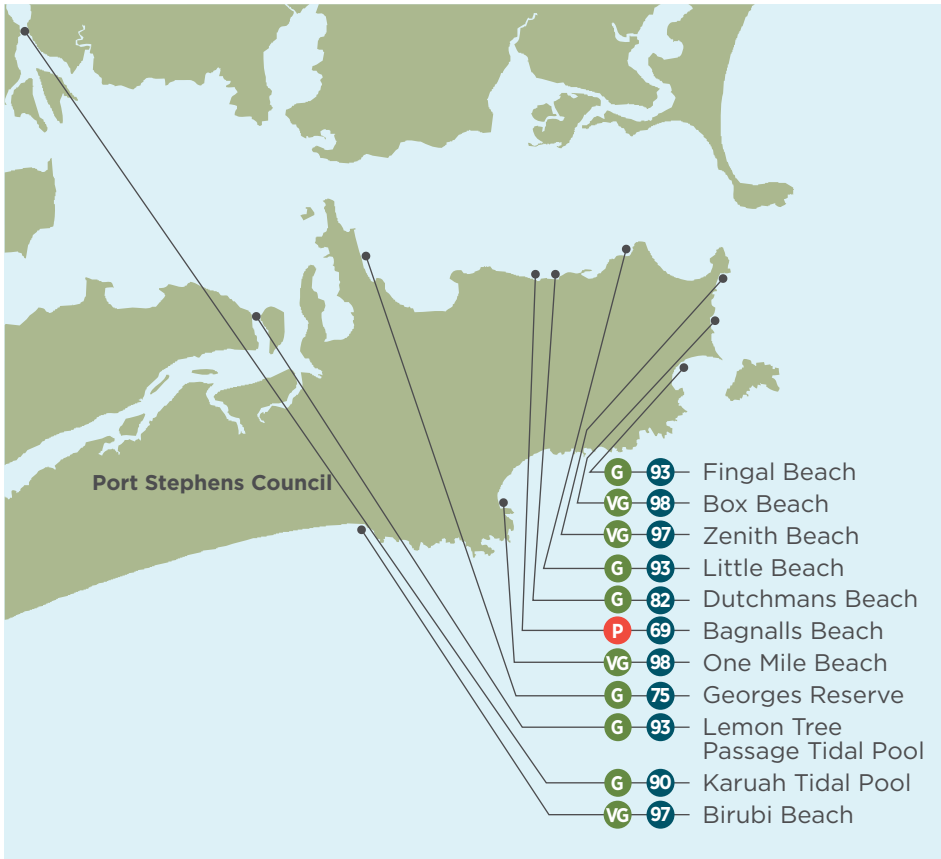 Port Stephens Council
G 93 Fingal Beach
VG 98 Box Beach
VG 97 Zenith Beach
G 93 Little Beach
G 82 Dutchmans Beach
P 69 Bagnalls Beach
VG 98 One Mile Beach
G 75 Georges Reserve
G 93 Lemon Tree
Passage Tidal Pool
G 90 Karuah Tidal Pool
VG 97 Birubi Beach